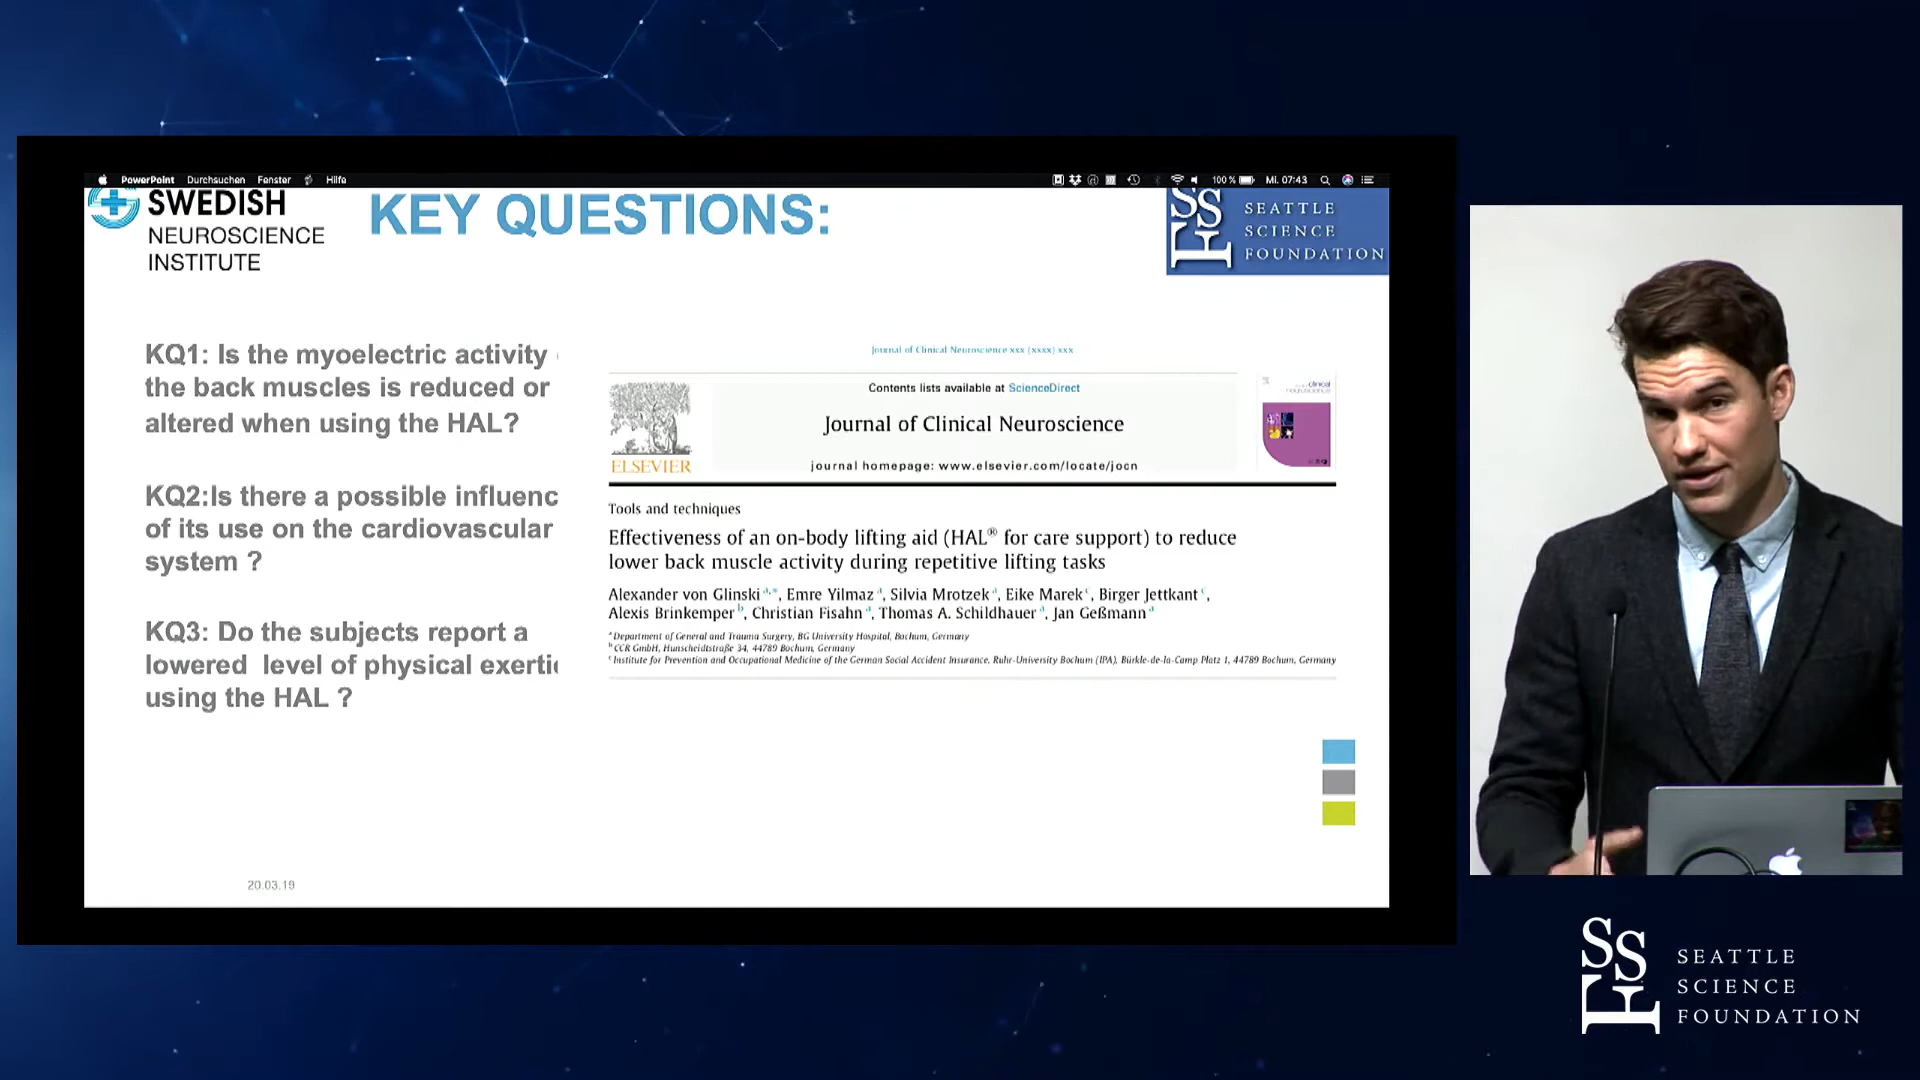 PowerPoint Durchsuchen Fenster Hilfe
100 % Mi. 07:43
SWEDISH
NEUROSCIENCE
INSTITUTE
KEY QUESTIONS:
SSF
SEATTLE
SCIENCE
FOUNDATION
KQ1: Is the myoelectric activity
the back muscles is reduced or
altered when using the HAL?
KQ2:Is there a possible influenc
of its use on the cardiovascular
system ?
KQ3: Do the subjects report a
lowered level of physical exertio
using the HAL ?
Journal of Clinical Neuroscience xxx (xxxx) xxx
Contents lists available at ScienceDirect
Journal of Clinical Neuroscience
journal homepage: www.elsevier.com/locate/jocn
ELSEVIER
Tools and techniques
Effectiveness of an on-body lifting aid (HAL® for care support) to reduce
lower back muscle activity during repetitive lifting tasks
Alexander von Glinski a,*, Emre Yilmaz a, Silvia Mrotzek a, Eike Marek c, Birger Jettkant c,
Alexis Brinkemper b, Christian Fisahn a, Thomas A. Schildhauer a, Jan Geßmann a
a Department of General and Trauma Surgery, BG University Hospital, Bochum, Germany
b CCR GmbH, Hunscheidtstraße 34, 44789 Bochum, Germany
c Institute for Prevention and Occupational Medicine of the German Social Accident Insurance, Ruhr-University Bochum (IPA), Bürkle-de-la-Camp Platz 1, 44789 Bochum, Germany
20.03.19
SSF
SEATTLE
SCIENCE
FOUNDATION